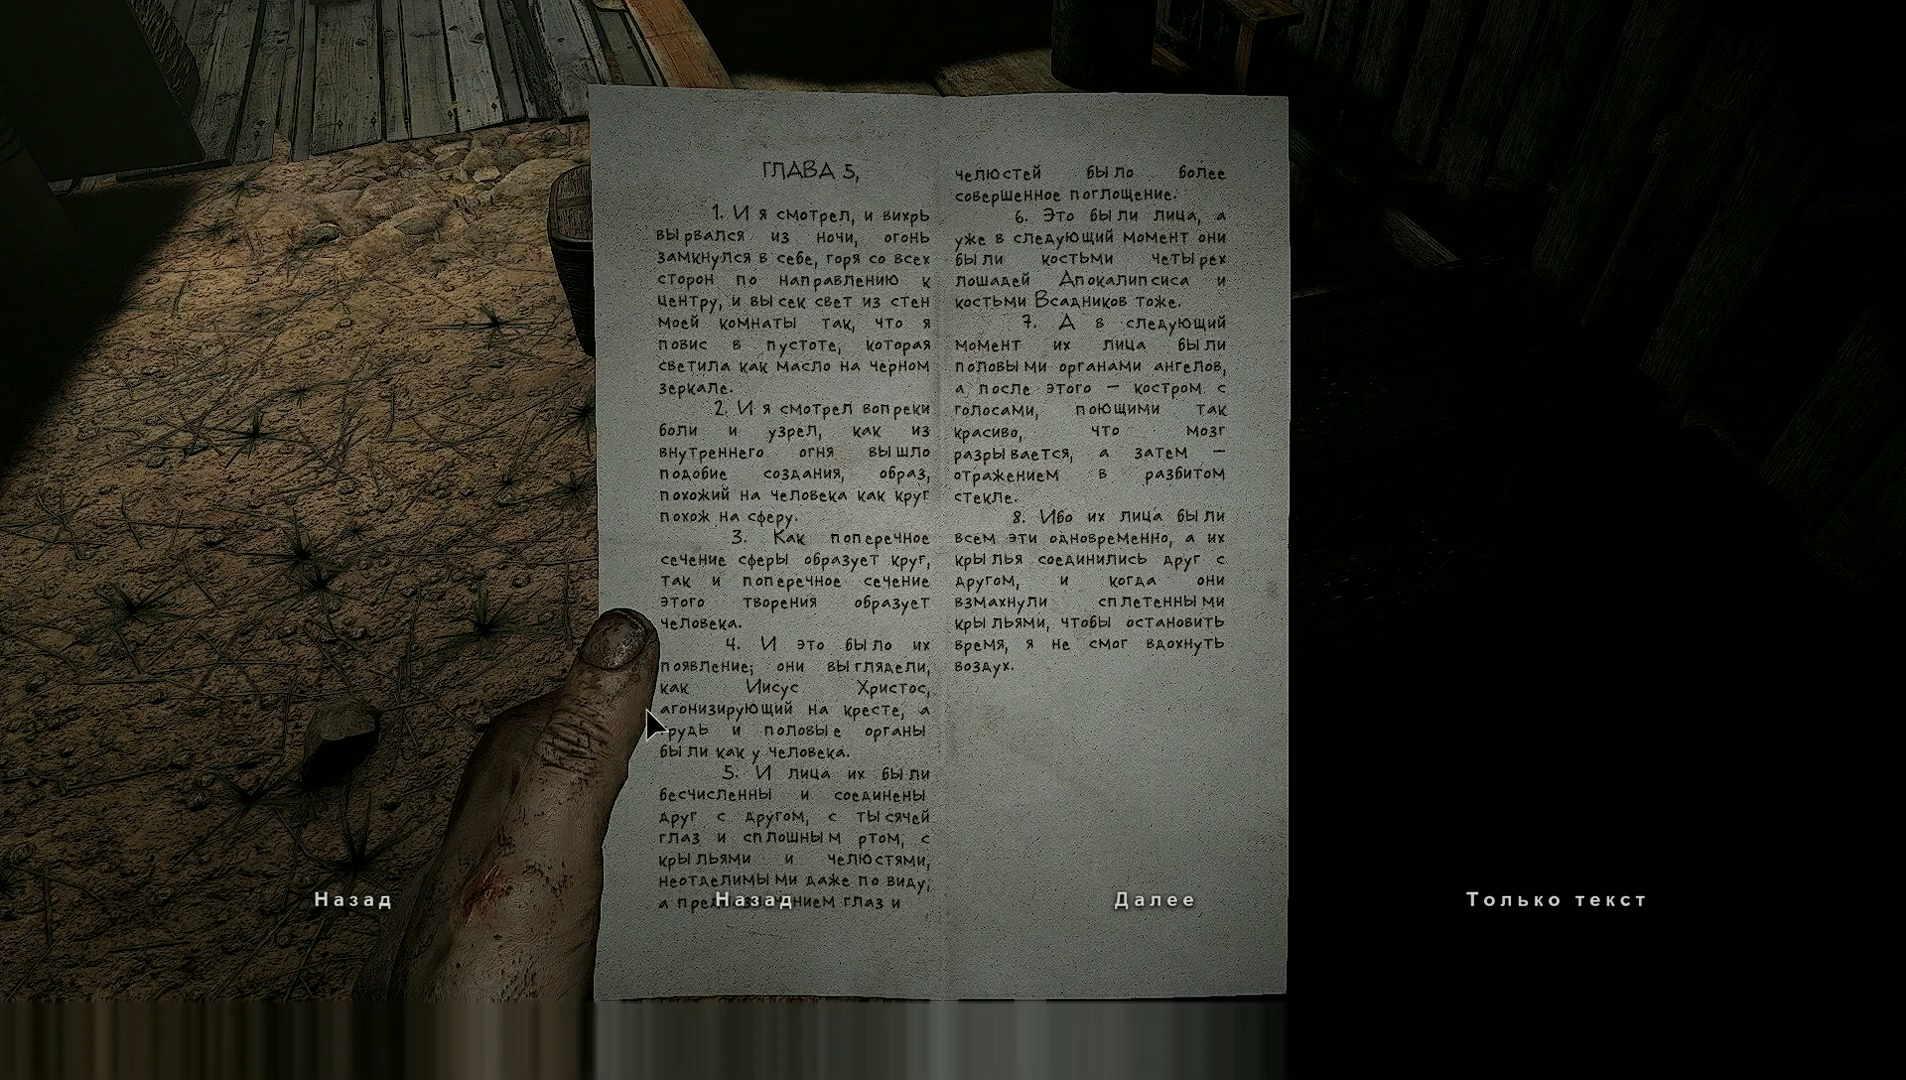 ГЛАВА 5,
1. И я смотрел, и вихрь
вырвался из ночи, огонь
замкнулся в себе, горя со всех
сторон по направлению к
центру, и высек свет из стен
моей комнаты так, что я
повис в пустоте, которая
светила как масло на черном
зеркале.
2. И я смотрел вопреки
боли и узрел, как из
внутреннего огня вышло
подобие создания, образ,
похожий на человека как круг
похож на сферу.
3. Как поперечное
сечение сферы образует круг,
так и поперечное сечение
этого творения образует
человека.
4. И это было их
появление; они выглядели,
как Иисус Христос,
агонизирующий на кресте, а
грудь и половые органы
были как у человека.
5. И лица их были
бесчисленны и соединены
друг с другом, с тысячей
глаз и сплошным ртом, с
крыльями и челюстями,
неотделимыми даже по виду;
а глаз и
челюстей было более
совершенное поглощение.
6. Это были лица, а
уже в следующий момент они
были костьми четырех
лошадей Апокалипсиса и
костьми Всадников тоже.
7. А в следующий
момент их лица были
половыми органами ангелов,
а после этого — костром с
голосами, поющими так
красиво, что мозг
разрывается, а затем —
отражением в разбитом
стекле.
8. Ибо их лица были
всем эти одновременно, а их
крылья соединились друг с
другом, и когда они
взмахнули сплетенными
крыльями, чтобы остановить
время, я не смог вдохнуть
воздух.
Назад
Назад
Далее
Только текст